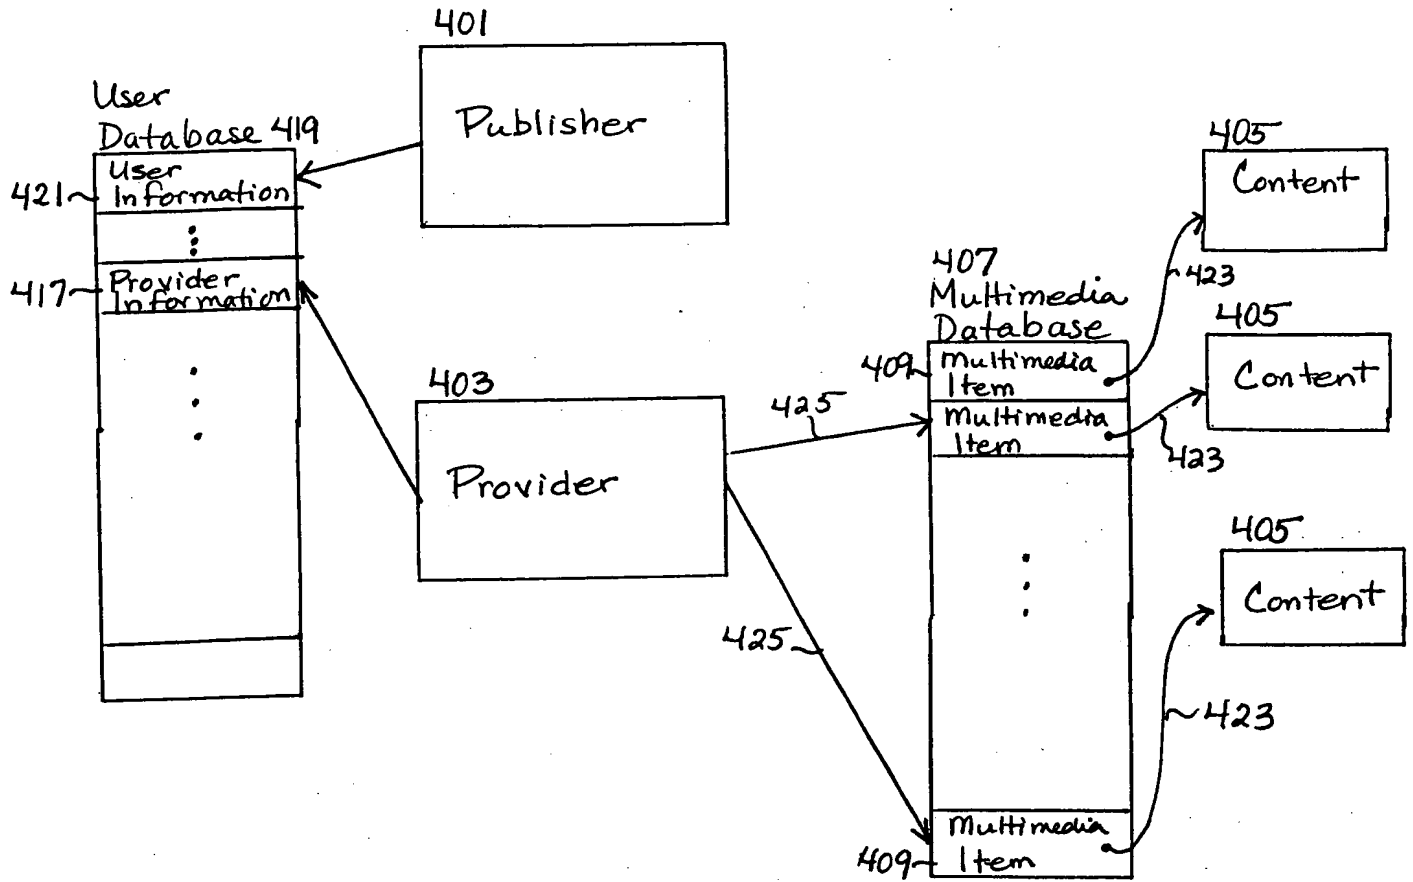 401
Publisher
User
Database 419
User
Information
421
Provider
Information
417
403
Provider
425
425
407
Multimedia
Database
409
Multimedia
Item
Multimedia
Item
Multimedia
Item
409
405
Content
423
405
Content
423
405
Content
423